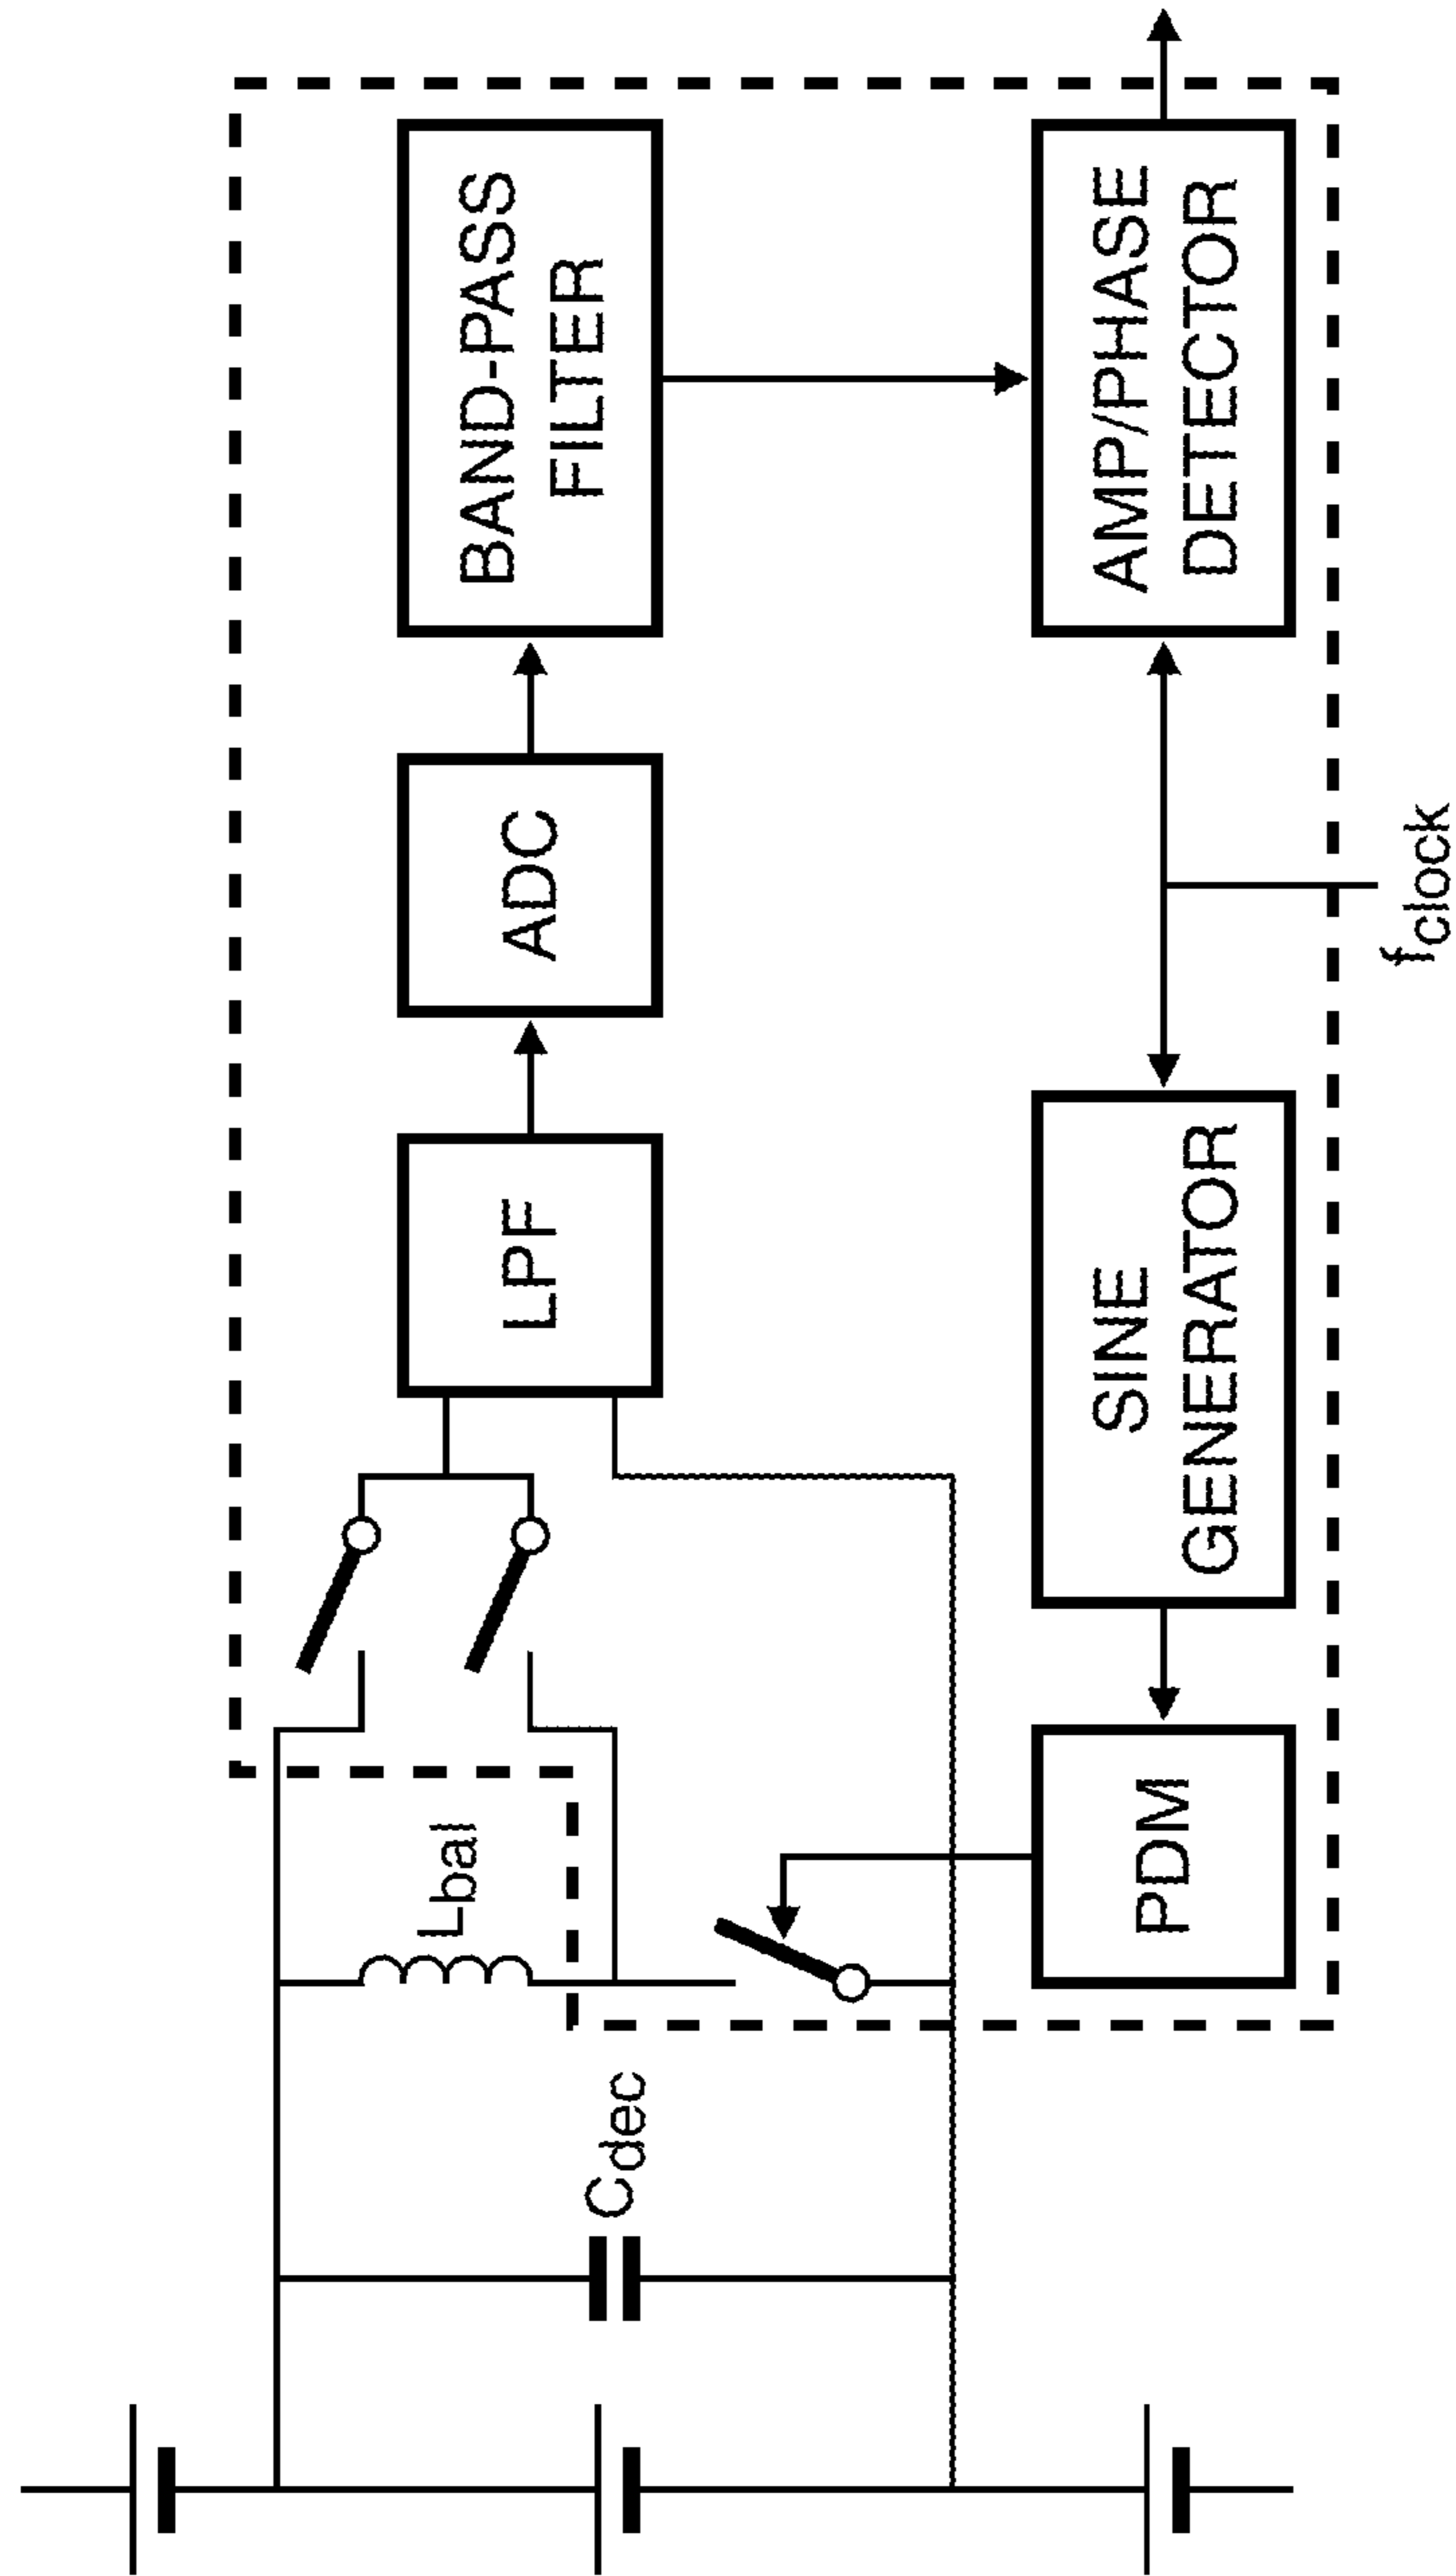 Cdec
Lbal
LPF
ADC
BAND-PASS
FILTER
PDM
SINE
GENERATOR
AMP/PHASE
DETECTOR
fclock